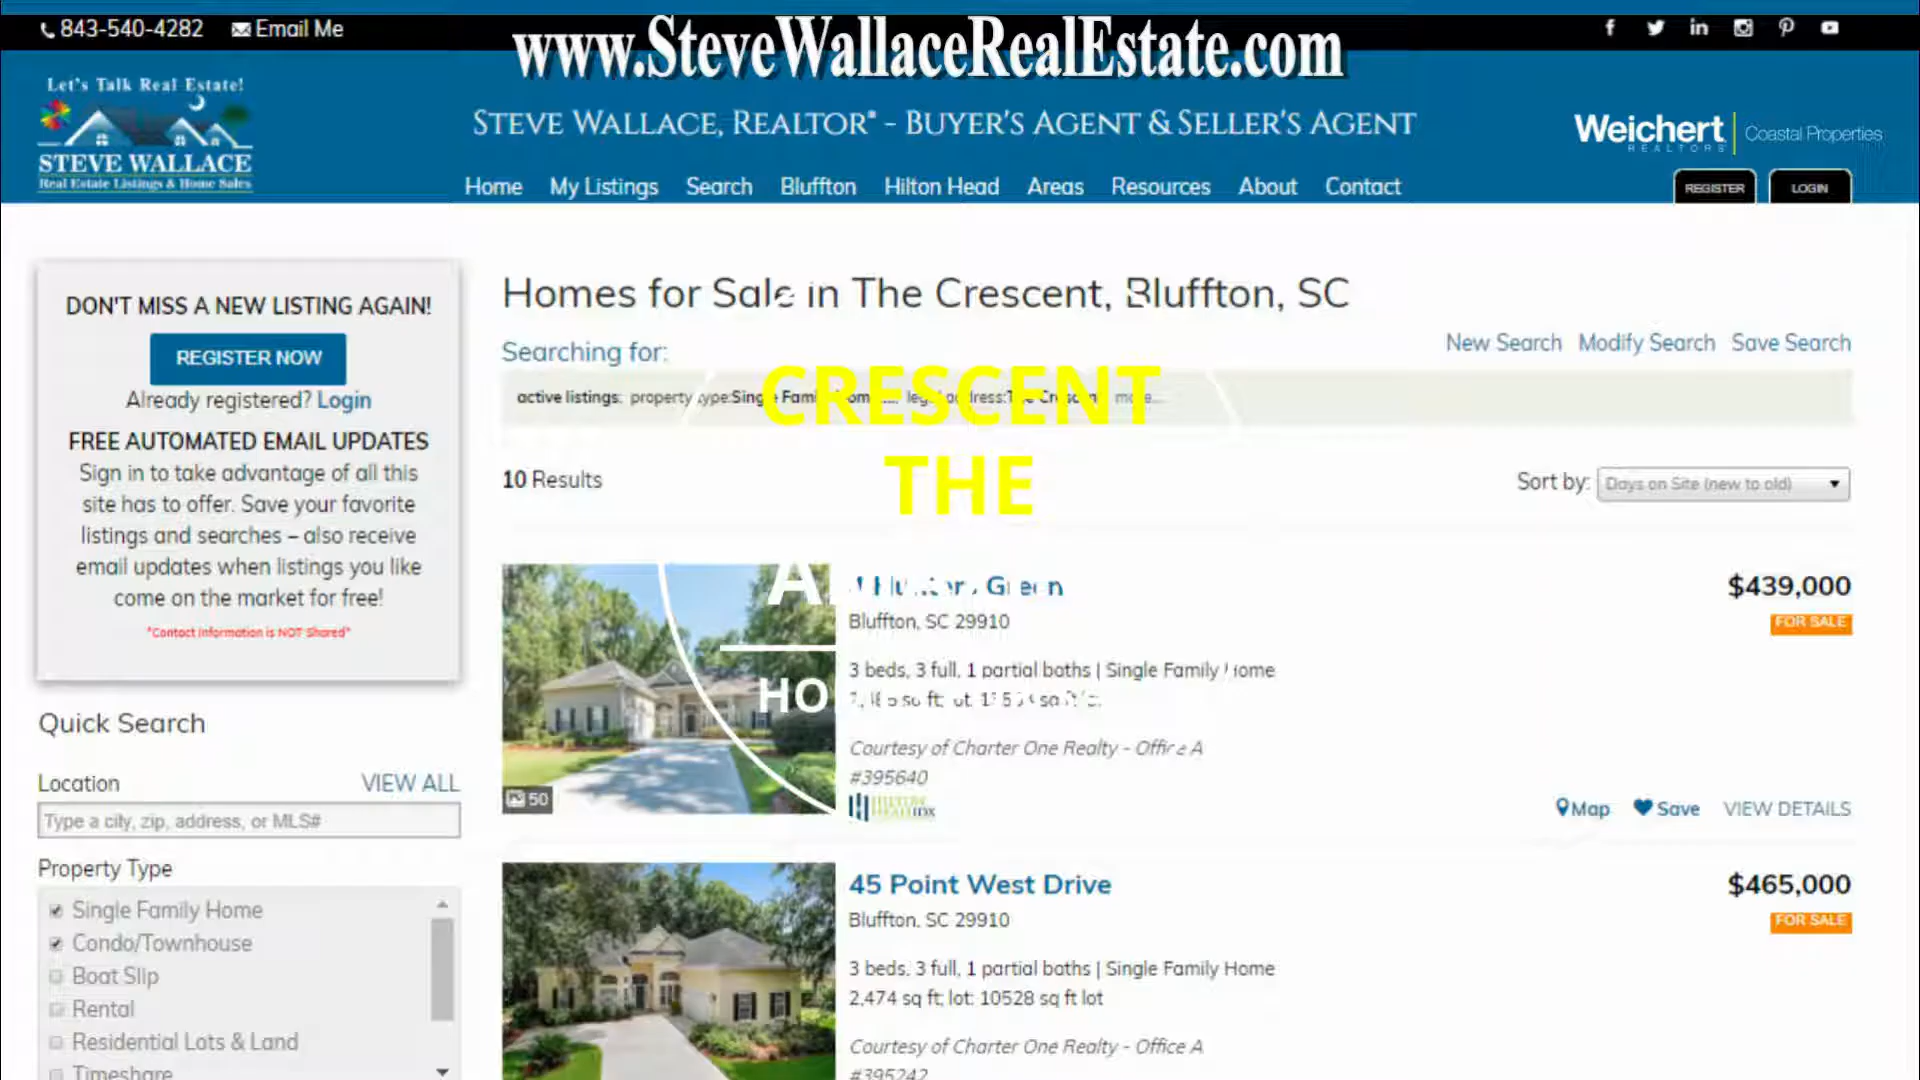 843-540-4282 Email Me
www.SteveWallaceRealEstate.com
Let's Talk Real Estate!
STEVE WALLACE
Real Estate Listings & Home Sales
STEVE WALLACE, REALTOR® - BUYER'S AGENT & SELLER'S AGENT
Weichert REALTORS Coastal Properties
Home My Listings Search Bluffton Hilton Head Areas Resources About Contact
REGISTER LOGIN
DON'T MISS A NEW LISTING AGAIN!
REGISTER NOW
Already registered? Login
FREE AUTOMATED EMAIL UPDATES
Sign in to take advantage of all this
site has to offer. Save your favorite
listings and searches – also receive
email updates when listings you like
come on the market for free!
*Contact Information is NOT Shared*
Quick Search
Location VIEW ALL
Type a city, zip, address, or MLS#
Property Type
Single Family Home
Condo/Townhouse
Boat Slip
Rental
Residential Lots & Land
Timeshare
Homes for Sale in The Crescent, Bluffton, SC
New Search Modify Search Save Search
Searching for:
active listings: property
CRESCENT
THE
10 Results
Sort by: Days on Site (new to old)
Green
$439,000
Bluffton, SC 29910
FOR SALE
3 beds, 3 full, 1 partial baths | Single Family Home
Courtesy of Charter One Realty - Office A
#395640
50
Map Save VIEW DETAILS
45 Point West Drive
$465,000
Bluffton, SC 29910
FOR SALE
3 beds, 3 full, 1 partial baths | Single Family Home
2,474 sq ft; lot: 10528 sq ft lot
Courtesy of Charter One Realty - Office A
#395242